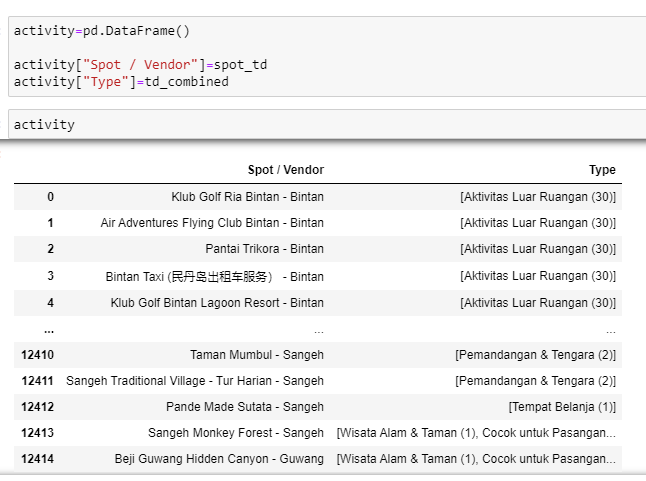 activity=pd.DataFrame()
activity["Spot / Vendor"]=spot_td
activity["Type"]=td_combined
activity
Spot / Vendor Type
0 Klub Golf Ria Bintan - Bintan [Aktivitas Luar Ruangan (30)]
1 Air Adventures Flying Club Bintan - Bintan [Aktivitas Luar Ruangan (30)]
2 Pantai Trikora - Bintan [Aktivitas Luar Ruangan (30)]
3 Bintan Taxi (民丹岛出租车服务） - Bintan [Aktivitas Luar Ruangan (30)]
4 Klub Golf Bintan Lagoon Resort - Bintan [Aktivitas Luar Ruangan (30)]
... ... ...
12410 Taman Mumbul - Sangeh [Pemandangan & Tengara (2)]
12411 Sangeh Traditional Village - Tur Harian - Sangeh [Pemandangan & Tengara (2)]
12412 Pande Made Sutata - Sangeh [Tempat Belanja (1)]
12413 Sangeh Monkey Forest - Sangeh [Wisata Alam & Taman (1), Cocok untuk Pasangan...
12414 Beji Guwang Hidden Canyon - Guwang [Wisata Alam & Taman (1), Cocok untuk Pasangan...